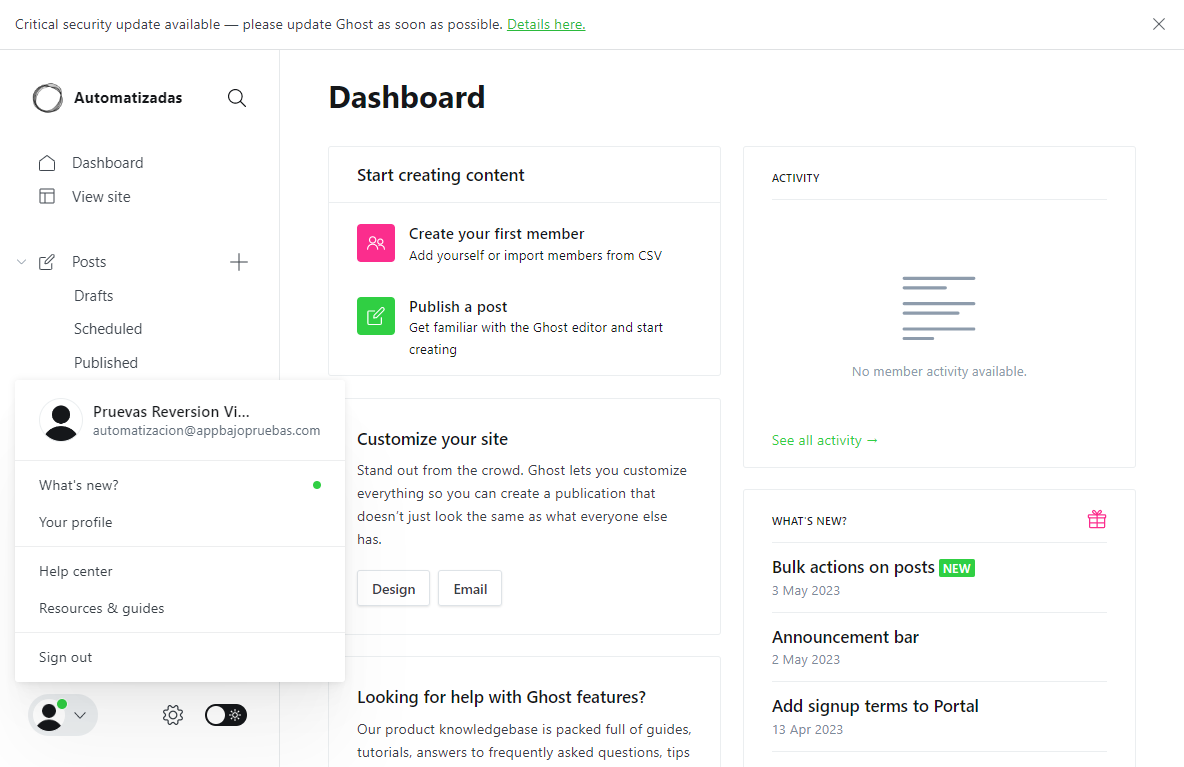 Critical security update available — please update Ghost as soon as possible. Details here.
Automatizadas
Dashboard
View site
Posts
Drafts
Scheduled
Published
Pruevas Reversion Vi...
automatizacion@appbajopruebas.com
What's new?
Your profile
Help center
Resources & guides
Sign out
Dashboard
Start creating content
Create your first member
Add yourself or import members from CSV
Publish a post
Get familiar with the Ghost editor and start
creating
Customize your site
Stand out from the crowd. Ghost lets you customize
everything so you can create a publication that
doesn't just look the same as what everyone else
has.
Design
Email
Looking for help with Ghost features?
Our product knowledgebase is packed full of guides,
tutorials, answers to frequently asked questions, tips
ACTIVITY
No member activity available.
See all activity →
WHAT'S NEW?
Bulk actions on posts NEW
3 May 2023
Announcement bar
2 May 2023
Add signup terms to Portal
13 Apr 2023